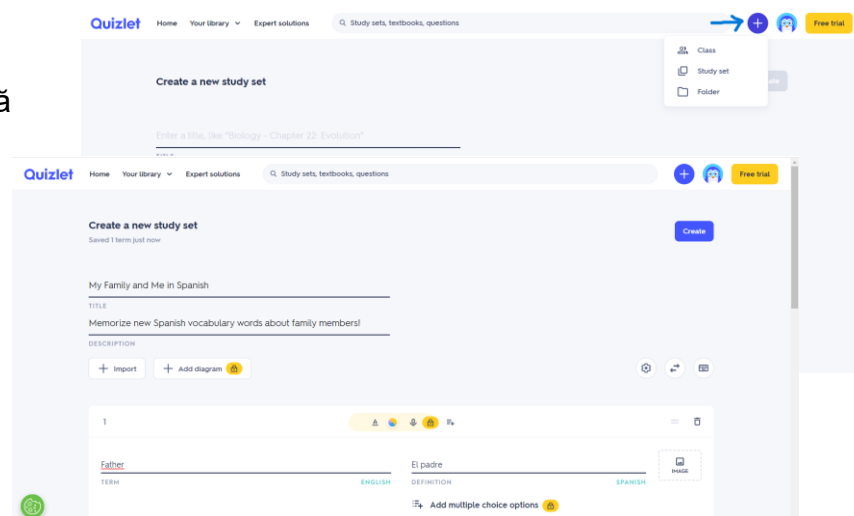 Quizlet Home Your library Expert solutions Study sets, textbooks, questions Free trial
Class
Study set
Folder
Create a new study set
ă
Enter a title, like "Biology - Chapter 22: Evolution"
Quizlet Home Your library Expert solutions Study sets, textbooks, questions Free trial
Create a new study set
Saved 1 term just now
Create
My Family and Me in Spanish
TITLE
Memorize new Spanish vocabulary words about family members!
DESCRIPTION
Import Add diagram
1
Father El padre
TERM ENGLISH DEFINITION SPANISH
IMAGE
Add multiple choice options